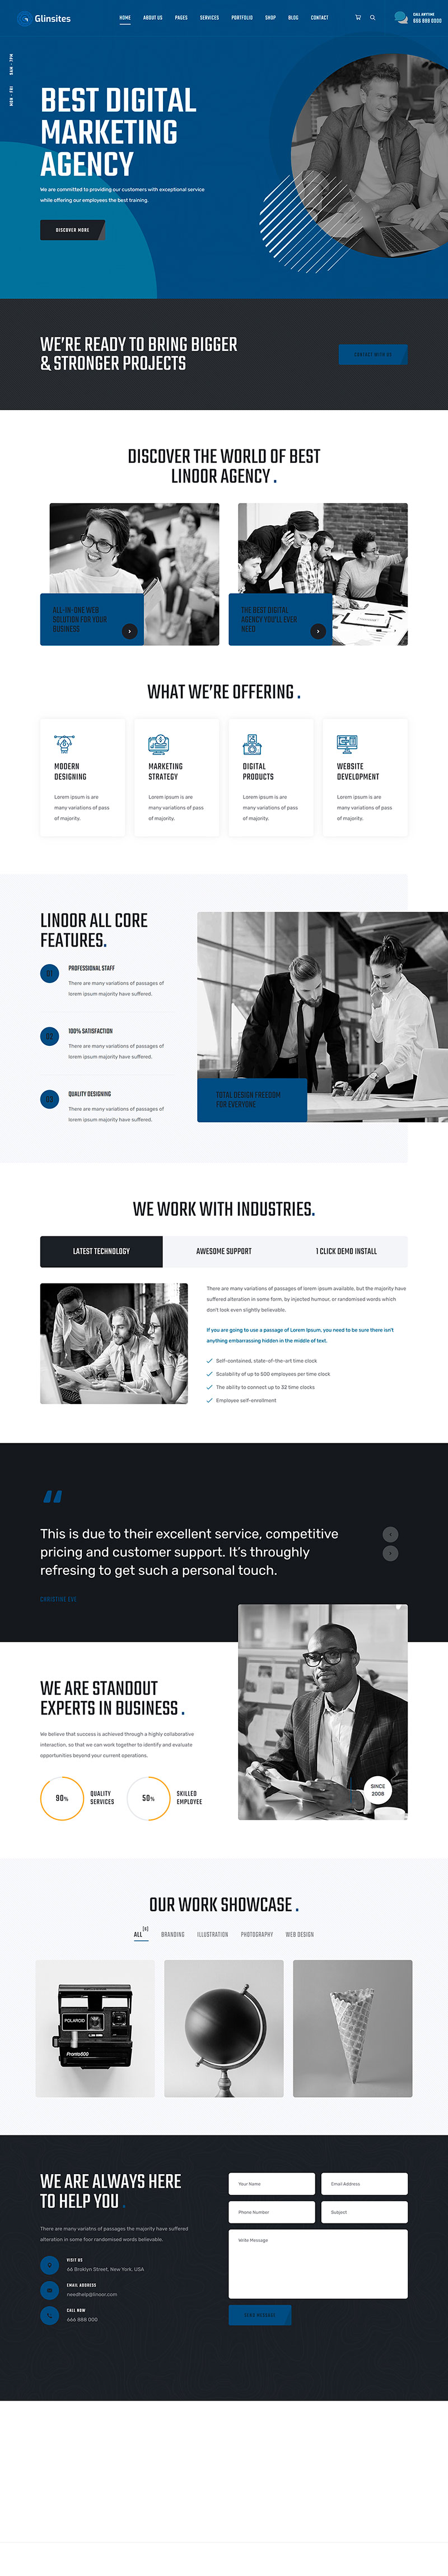 Glinsites
HOME ABOUT US PAGES SERVICES PORTFOLIO SHOP BLOG CONTACT
CALL ANYTIME
666 888 0000
MON - FRI 8AM - 7PM
BEST DIGITAL
MARKETING
AGENCY
We are committed to providing our customers with exceptional service
while offering our employees the best training.
DISCOVER MORE
WE'RE READY TO BRING BIGGER
& STRONGER PROJECTS
CONTACT WITH US
DISCOVER THE WORLD OF BEST
LINOOR AGENCY .
ALL-IN-ONE WEB
SOLUTION FOR YOUR
BUSINESS
THE BEST DIGITAL
AGENCY YOU'LL EVER
NEED
WHAT WE'RE OFFERING .
MODERN
DESIGNING
Lorem ipsum is are
many variations of pass
of majority.
MARKETING
STRATEGY
Lorem ipsum is are
many variations of pass
of majority.
DIGITAL
PRODUCTS
Lorem ipsum is are
many variations of pass
of majority.
WEBSITE
DEVELOPMENT
Lorem ipsum is are
many variations of pass
of majority.
LINOOR ALL CORE
FEATURES.
01
PROFESSIONAL STAFF
There are many variations of passages of
lorem ipsum majority have suffered.
02
100% SATISFACTION
There are many variations of passages of
lorem ipsum majority have suffered.
03
QUALITY DESIGNING
There are many variations of passages of
lorem ipsum majority have suffered.
TOTAL DESIGN FREEDOM
FOR EVERYONE
WE WORK WITH INDUSTRIES.
LATEST TECHNOLOGY AWESOME SUPPORT 1 CLICK DEMO INSTALL
There are many variations of passages of lorem ipsum available, but the majority have
suffered alteration in some form, by injected humour, or randomised words which
don't look even slightly believable.
If you are going to use a passage of Lorem Ipsum, you need to be sure there isn't
anything embarrassing hidden in the middle of text.
Self-contained, state-of-the-art time clock
Scalability of up to 500 employees per time clock
The ability to connect up to 32 time clocks
Employee self-enrollment
This is due to their excellent service, competitive
pricing and customer support. It's throughly
refresing to get such a personal touch.
CHRISTINE EVE
WE ARE STANDOUT
EXPERTS IN BUSINESS .
We believe that success is achieved through a highly collaborative
interaction, so that we can work together to identify and evaluate
opportunities beyond your current operations.
90%
QUALITY
SERVICES
50%
SKILLED
EMPLOYEE
SINCE
2008
OUR WORK SHOWCASE .
ALL [6] BRANDING ILLUSTRATION PHOTOGRAPHY WEB DESIGN
POLAROID
Pronto600
WE ARE ALWAYS HERE
TO HELP YOU .
There are many variatns of passages the majority have suffered
alteration in some foor randomised words believable.
VISIT US
66 Broklyn Street, New York, USA
EMAIL ADDRESS
needhelp@linoor.com
CALL NOW
666 888 000
Your Name
Email Address
Phone Number
Subject
Write Message
SEND MESSAGE